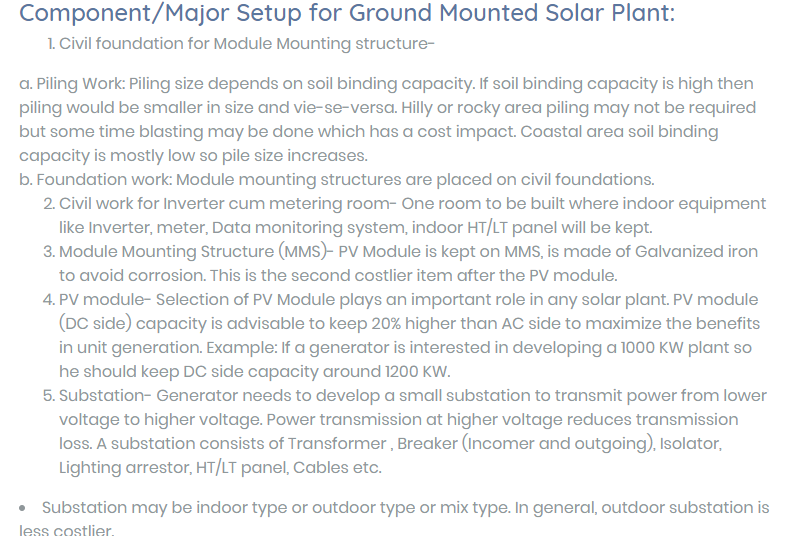 Component/Major Setup for Ground Mounted Solar Plant:
1. Civil foundation for Module Mounting structure-
a. Piling Work: Piling size depends on soil binding capacity. If soil binding capacity is high then
piling would be smaller in size and vie-se-versa. Hilly or rocky area piling may not be required
but some time blasting may be done which has a cost impact. Coastal area soil binding
capacity is mostly low so pile size increases.
b. Foundation work: Module mounting structures are placed on civil foundations.
2. Civil work for Inverter cum metering room- One room to be built where indoor equipment
like Inverter, meter, Data monitoring system, indoor HT/LT panel will be kept.
3. Module Mounting Structure (MMS)- PV Module is kept on MMS, is made of Galvanized iron
to avoid corrosion. This is the second costlier item after the PV module.
4. PV module- Selection of PV Module plays an important role in any solar plant. PV module
(DC side) capacity is advisable to keep 20% higher than AC side to maximize the benefits
in unit generation. Example: If a generator is interested in developing a 1000 KW plant so
he should keep DC side capacity around 1200 KW.
5. Substation- Generator needs to develop a small substation to transmit power from lower
voltage to higher voltage. Power transmission at higher voltage reduces transmission
loss. A substation consists of Transformer , Breaker (Incomer and outgoing), Isolator,
Lighting arrestor, HT/LT panel, Cables etc.
• Substation may be indoor type or outdoor type or mix type. In general, outdoor substation is
less costlier.